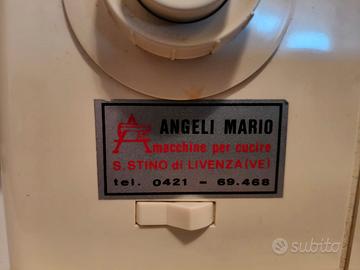 ANGELI MARIO
macchine per cucire
S. STINO di LIVENZA (VE)
tel. 0421 - 69.468
subito